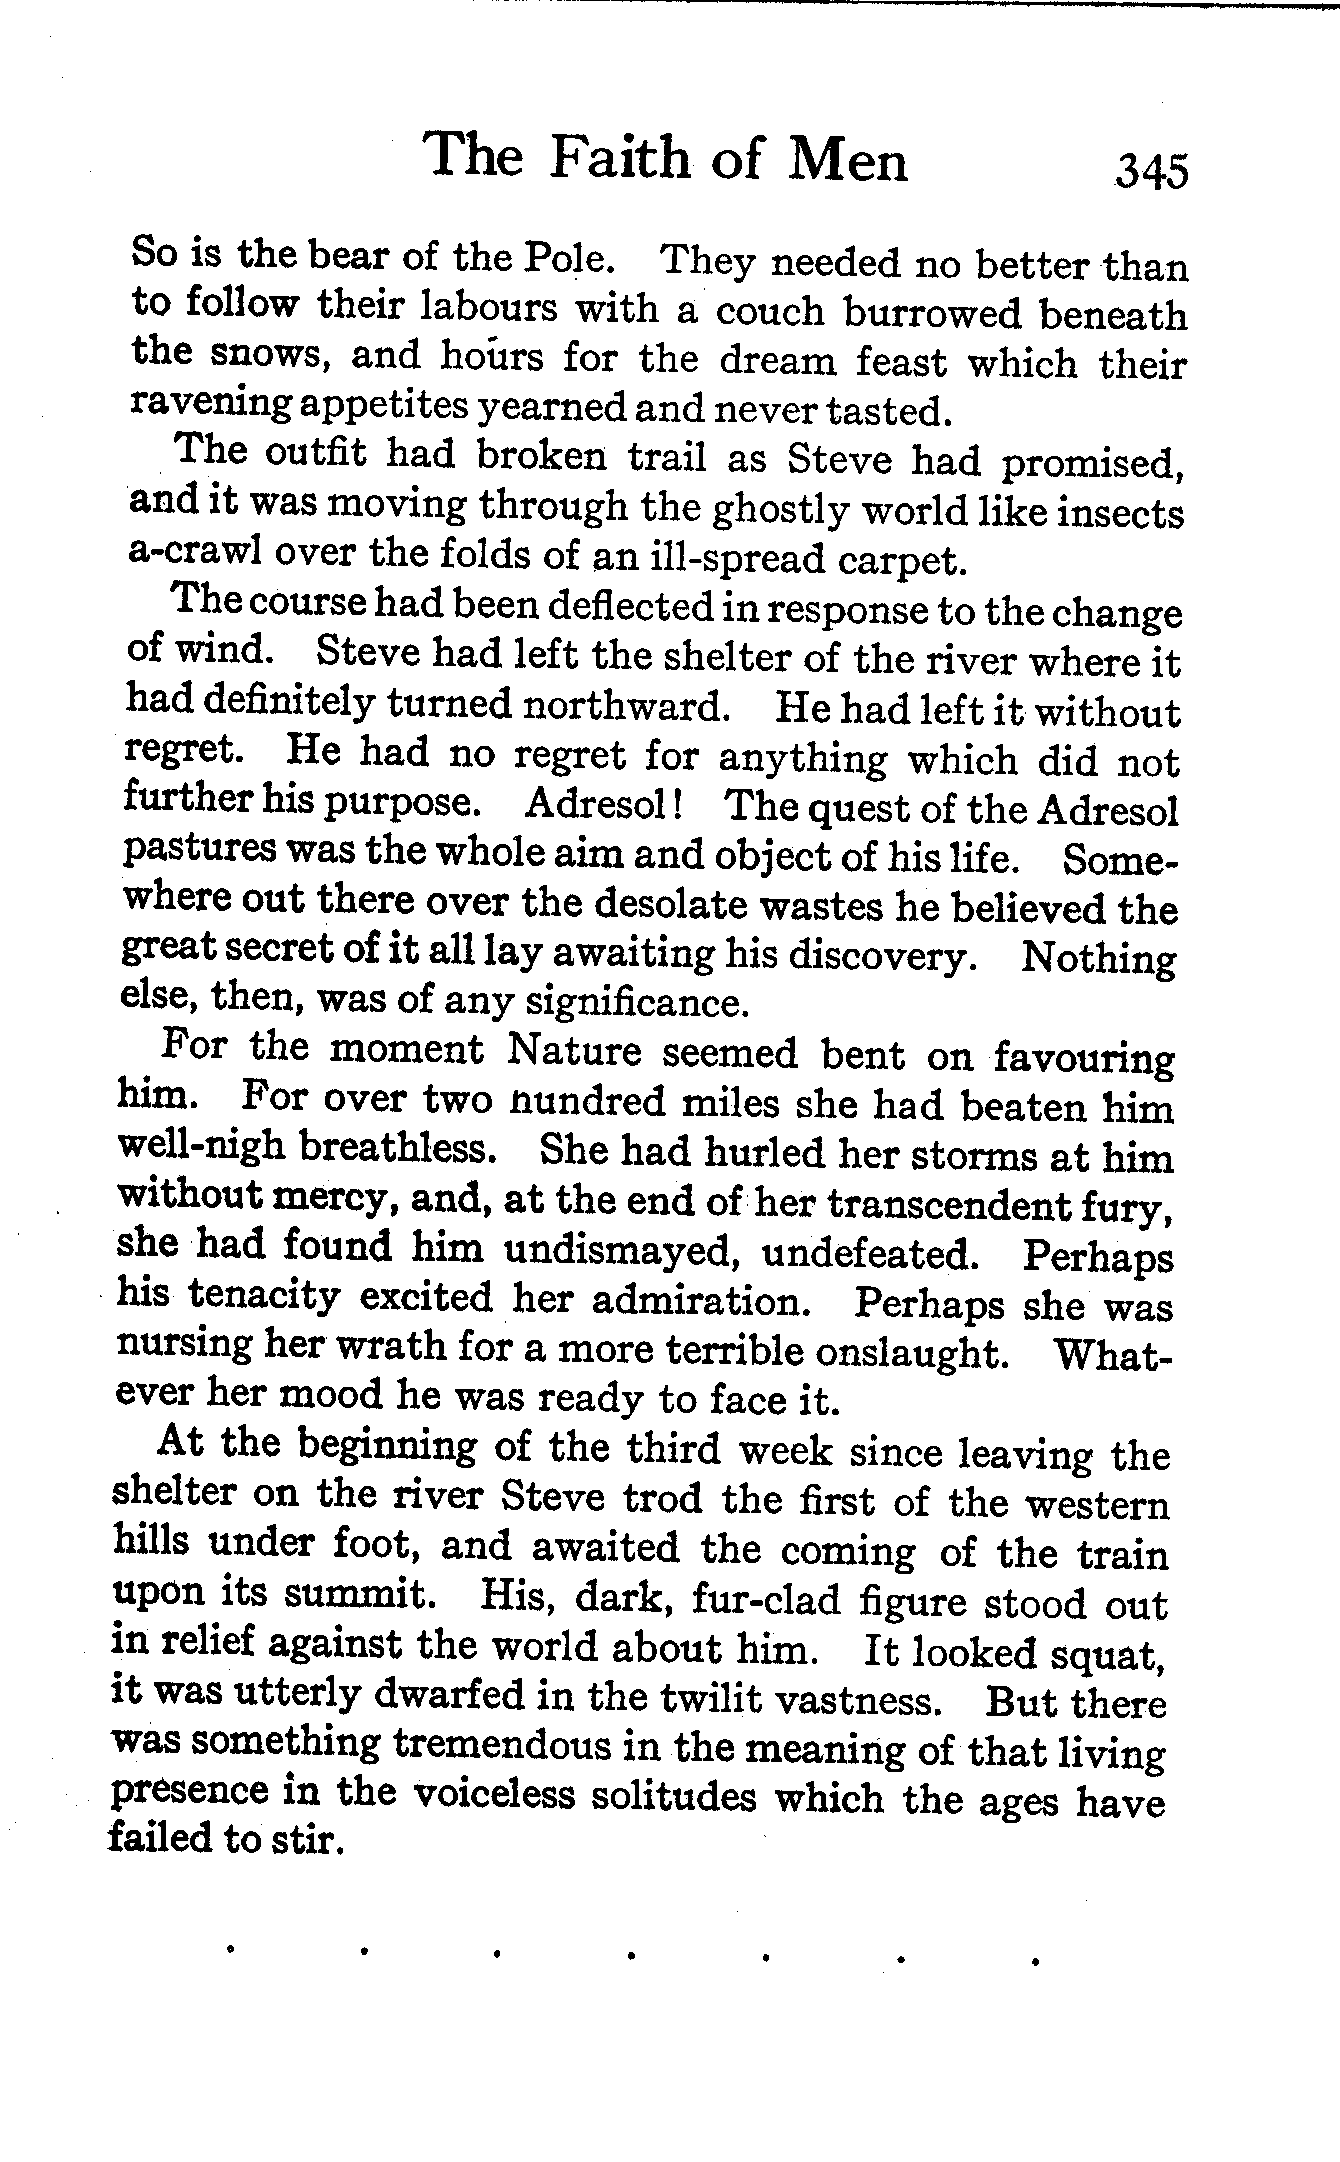 The Faith of Men 345
So is the bear of the Pole. They needed no better than
to follow their labours with a couch burrowed beneath
the snows, and hours for the dream feast which their
ravening appetites yearned and never tasted.
The outfit had broken trail as Steve had promised,
and it was moving through the ghostly world like insects
a-crawl over the folds of an ill-spread carpet.
The course had been deflected in response to the change
of wind. Steve had left the shelter of the river where it
had definitely turned northward. He had left it without
regret. He had no regret for anything which did not
further his purpose. Adresol! The quest of the Adresol
pastures was the whole aim and object of his life. Some-
where out there over the desolate wastes he believed the
great secret of it all lay awaiting his discovery. Nothing
else, then, was of any significance.
For the moment Nature seemed bent on favouring
him. For over two hundred miles she had beaten him
well-nigh breathless. She had hurled her storms at him
without mercy, and, at the end of her transcendent fury,
she had found him undismayed, undefeated. Perhaps
his tenacity excited her admiration. Perhaps she was
nursing her wrath for a more terrible onslaught. What-
ever her mood he was ready to face it.
At the beginning of the third week since leaving the
shelter on the river Steve trod the first of the western
hills under foot, and awaited the coming of the train
upon its summit. His, dark, fur-clad figure stood out
in relief against the world about him. It looked squat,
it was utterly dwarfed in the twilit vastness. But there
was something tremendous in the meaning of that living
presence in the voiceless solitudes which the ages have
failed to stir.
. . . . . . .